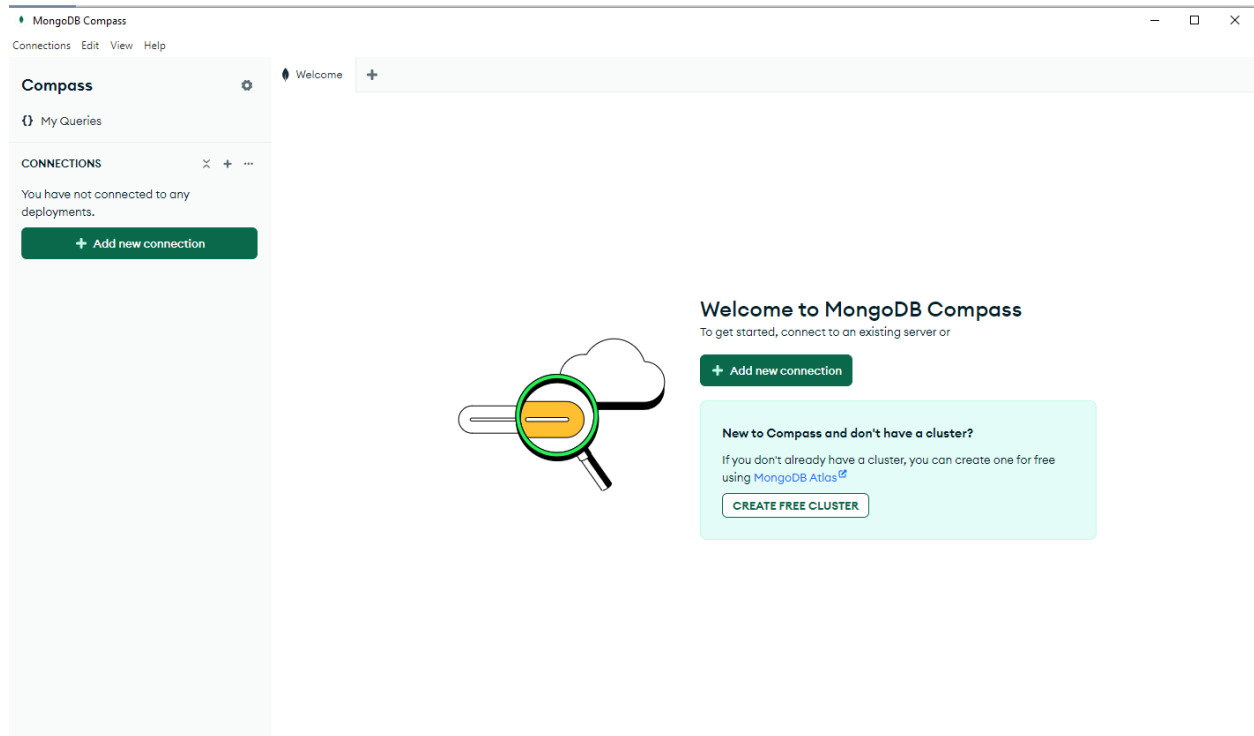 MongoDB Compass
Connections Edit View Help
Compass
Welcome
{} My Queries
CONNECTIONS
You have not connected to any
deployments.
Add new connection
Welcome to MongoDB Compass
To get started, connect to an existing server or
Add new connection
New to Compass and don't have a cluster?
If you don't already have a cluster, you can create one for free
using MongoDB Atlas
CREATE FREE CLUSTER